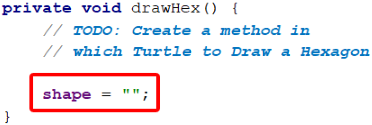 private void drawHex() {
// TODO: Create a method in
// which Turtle to Draw a Hexagon
shape = "";
}